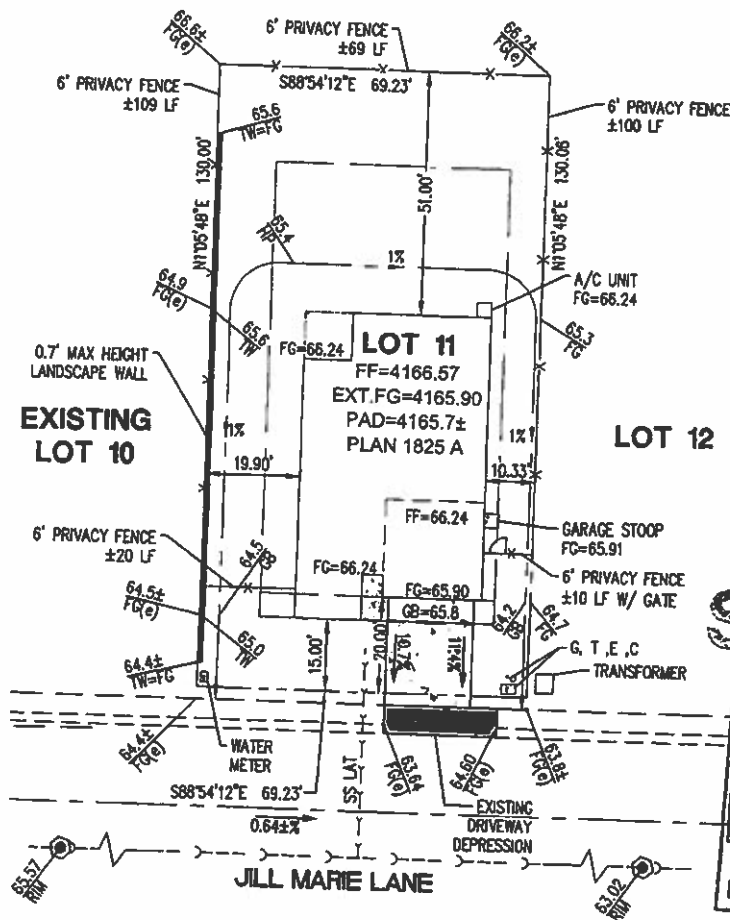 66.6±
FG(e)
6' PRIVACY FENCE
±69 LF
66.2±
FG(e)
S88°54'12"E 69.23'
6' PRIVACY FENCE
±109 LF
6' PRIVACY FENCE
±100 LF
65.6
TW=FG
N1°05'48"E 130.00'
51.00'
N1°05'48"E 130.06'
65.4
HP
1%
A/C UNIT
FG=66.24
64.9
FG(e)
65.6
TW
65.3
FG
FG=66.24
LOT 11
FF=4166.57
EXT.FG=4165.90
PAD=4165.7±
PLAN 1825 A
0.7' MAX HEIGHT
LANDSCAPE WALL
EXISTING
LOT 10
LOT 12
1%
1%
19.90'
10.33'
FF=66.24
GARAGE STOOP
FG=65.91
6' PRIVACY FENCE
±20 LF
64.5
GB
FG=66.24
FG=65.90
GB=65.8
6' PRIVACY FENCE
±10 LF W/ GATE
64.5±
FG(e)
65.0
TW
64.2
GB
64.7
FG
15.00'
20.00'
10.7%
G, T ,E ,C
TRANSFORMER
64.4±
TW=FG
64.4±
FG(e)
WATER
METER
SS LAT
63.64
FG(e)
64.60
FG(e)
63.8±
FG(e)
S88°54'12"E 69.23'
EXISTING
DRIVEWAY
DEPRESSION
0.64±%
65.57
RIM
JILL MARIE LANE
63.02
RIM